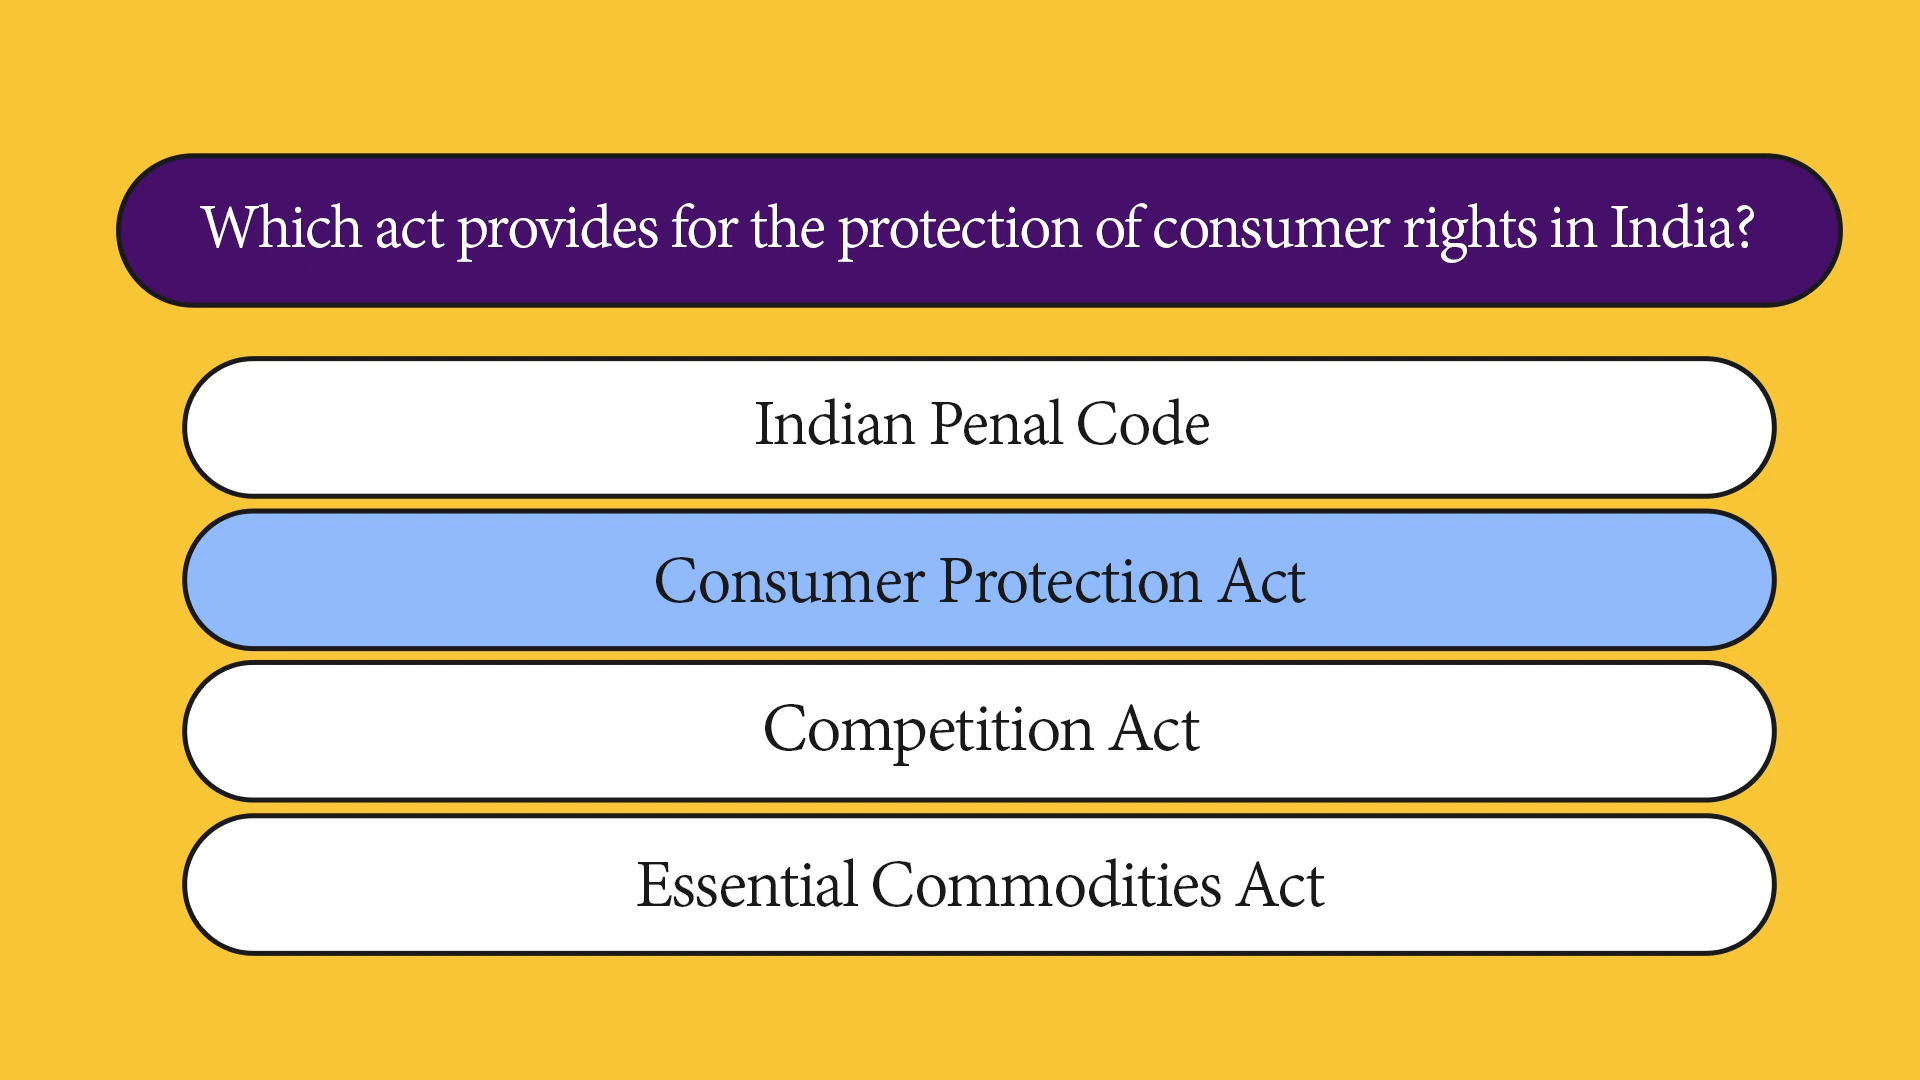 Which act provides for the protection of consumer rights in India?
Indian Penal Code
Consumer Protection Act
Competition Act
Essential Commodities Act